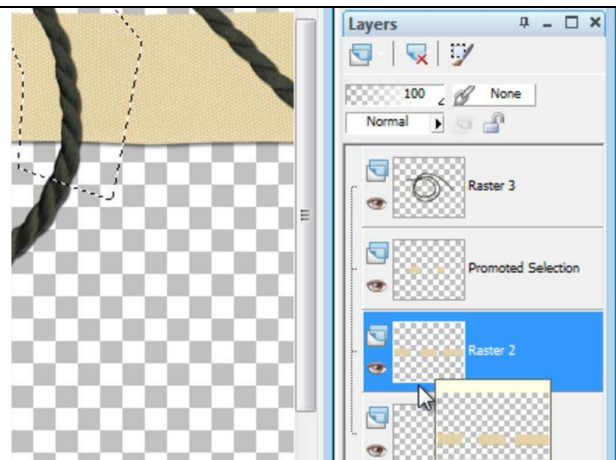 Layers
100
None
Normal
Raster 3
Promoted Selection
Raster 2